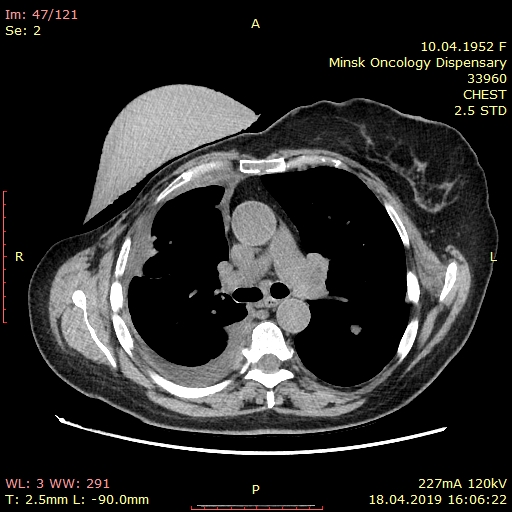 Im: 47/121
Se: 2
A
10.04.1952 F
Minsk Oncology Dispensary
33960
CHEST
2.5 STD
R
L
WL: 3 WW: 291
T: 2.5mm L: -90.0mm
P
227mA 120kV
18.04.2019 16:06:22